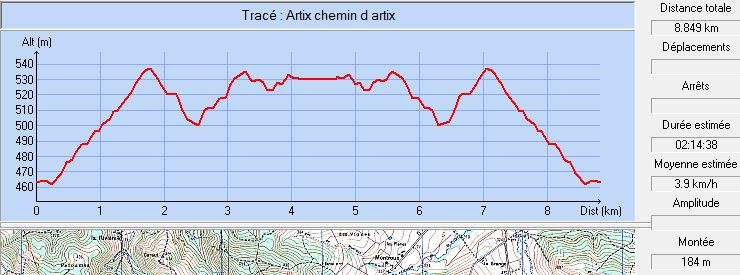 Tracé : Artix chemin d artix
Alt (m)
540
530
520
510
500
490
480
470
460
0 1 2 3 4 5 6 7 8 Dist (km)
Distance totale
8.849 km
Déplacements
Arrêts
Durée estimée
02:14:38
Moyenne estimée
3.9 km/h
Amplitude
Montée
184 m
Montroux